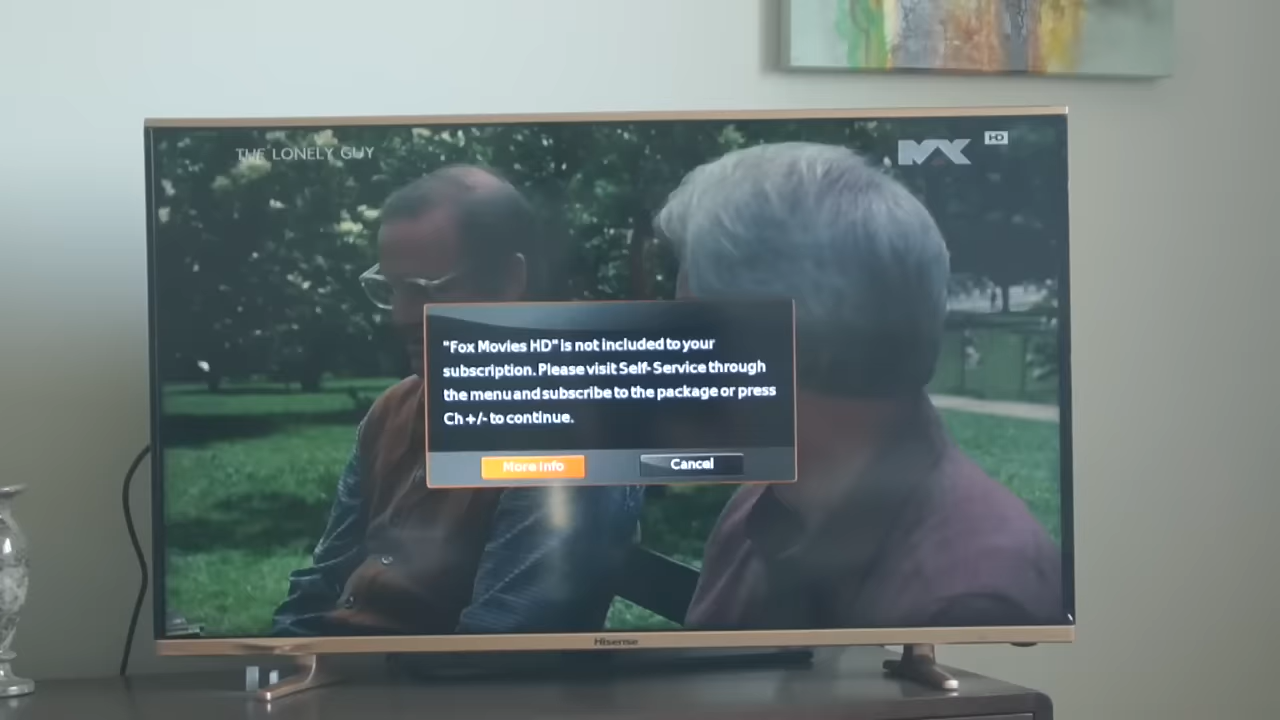 THE LONELY GUY
HD
"Fox Movies HD" is not included to your
subscription. Please visit Self-Service through
the menu and subscribe to the package or press
Ch +/- to continue.
More Info
Cancel
Hisense